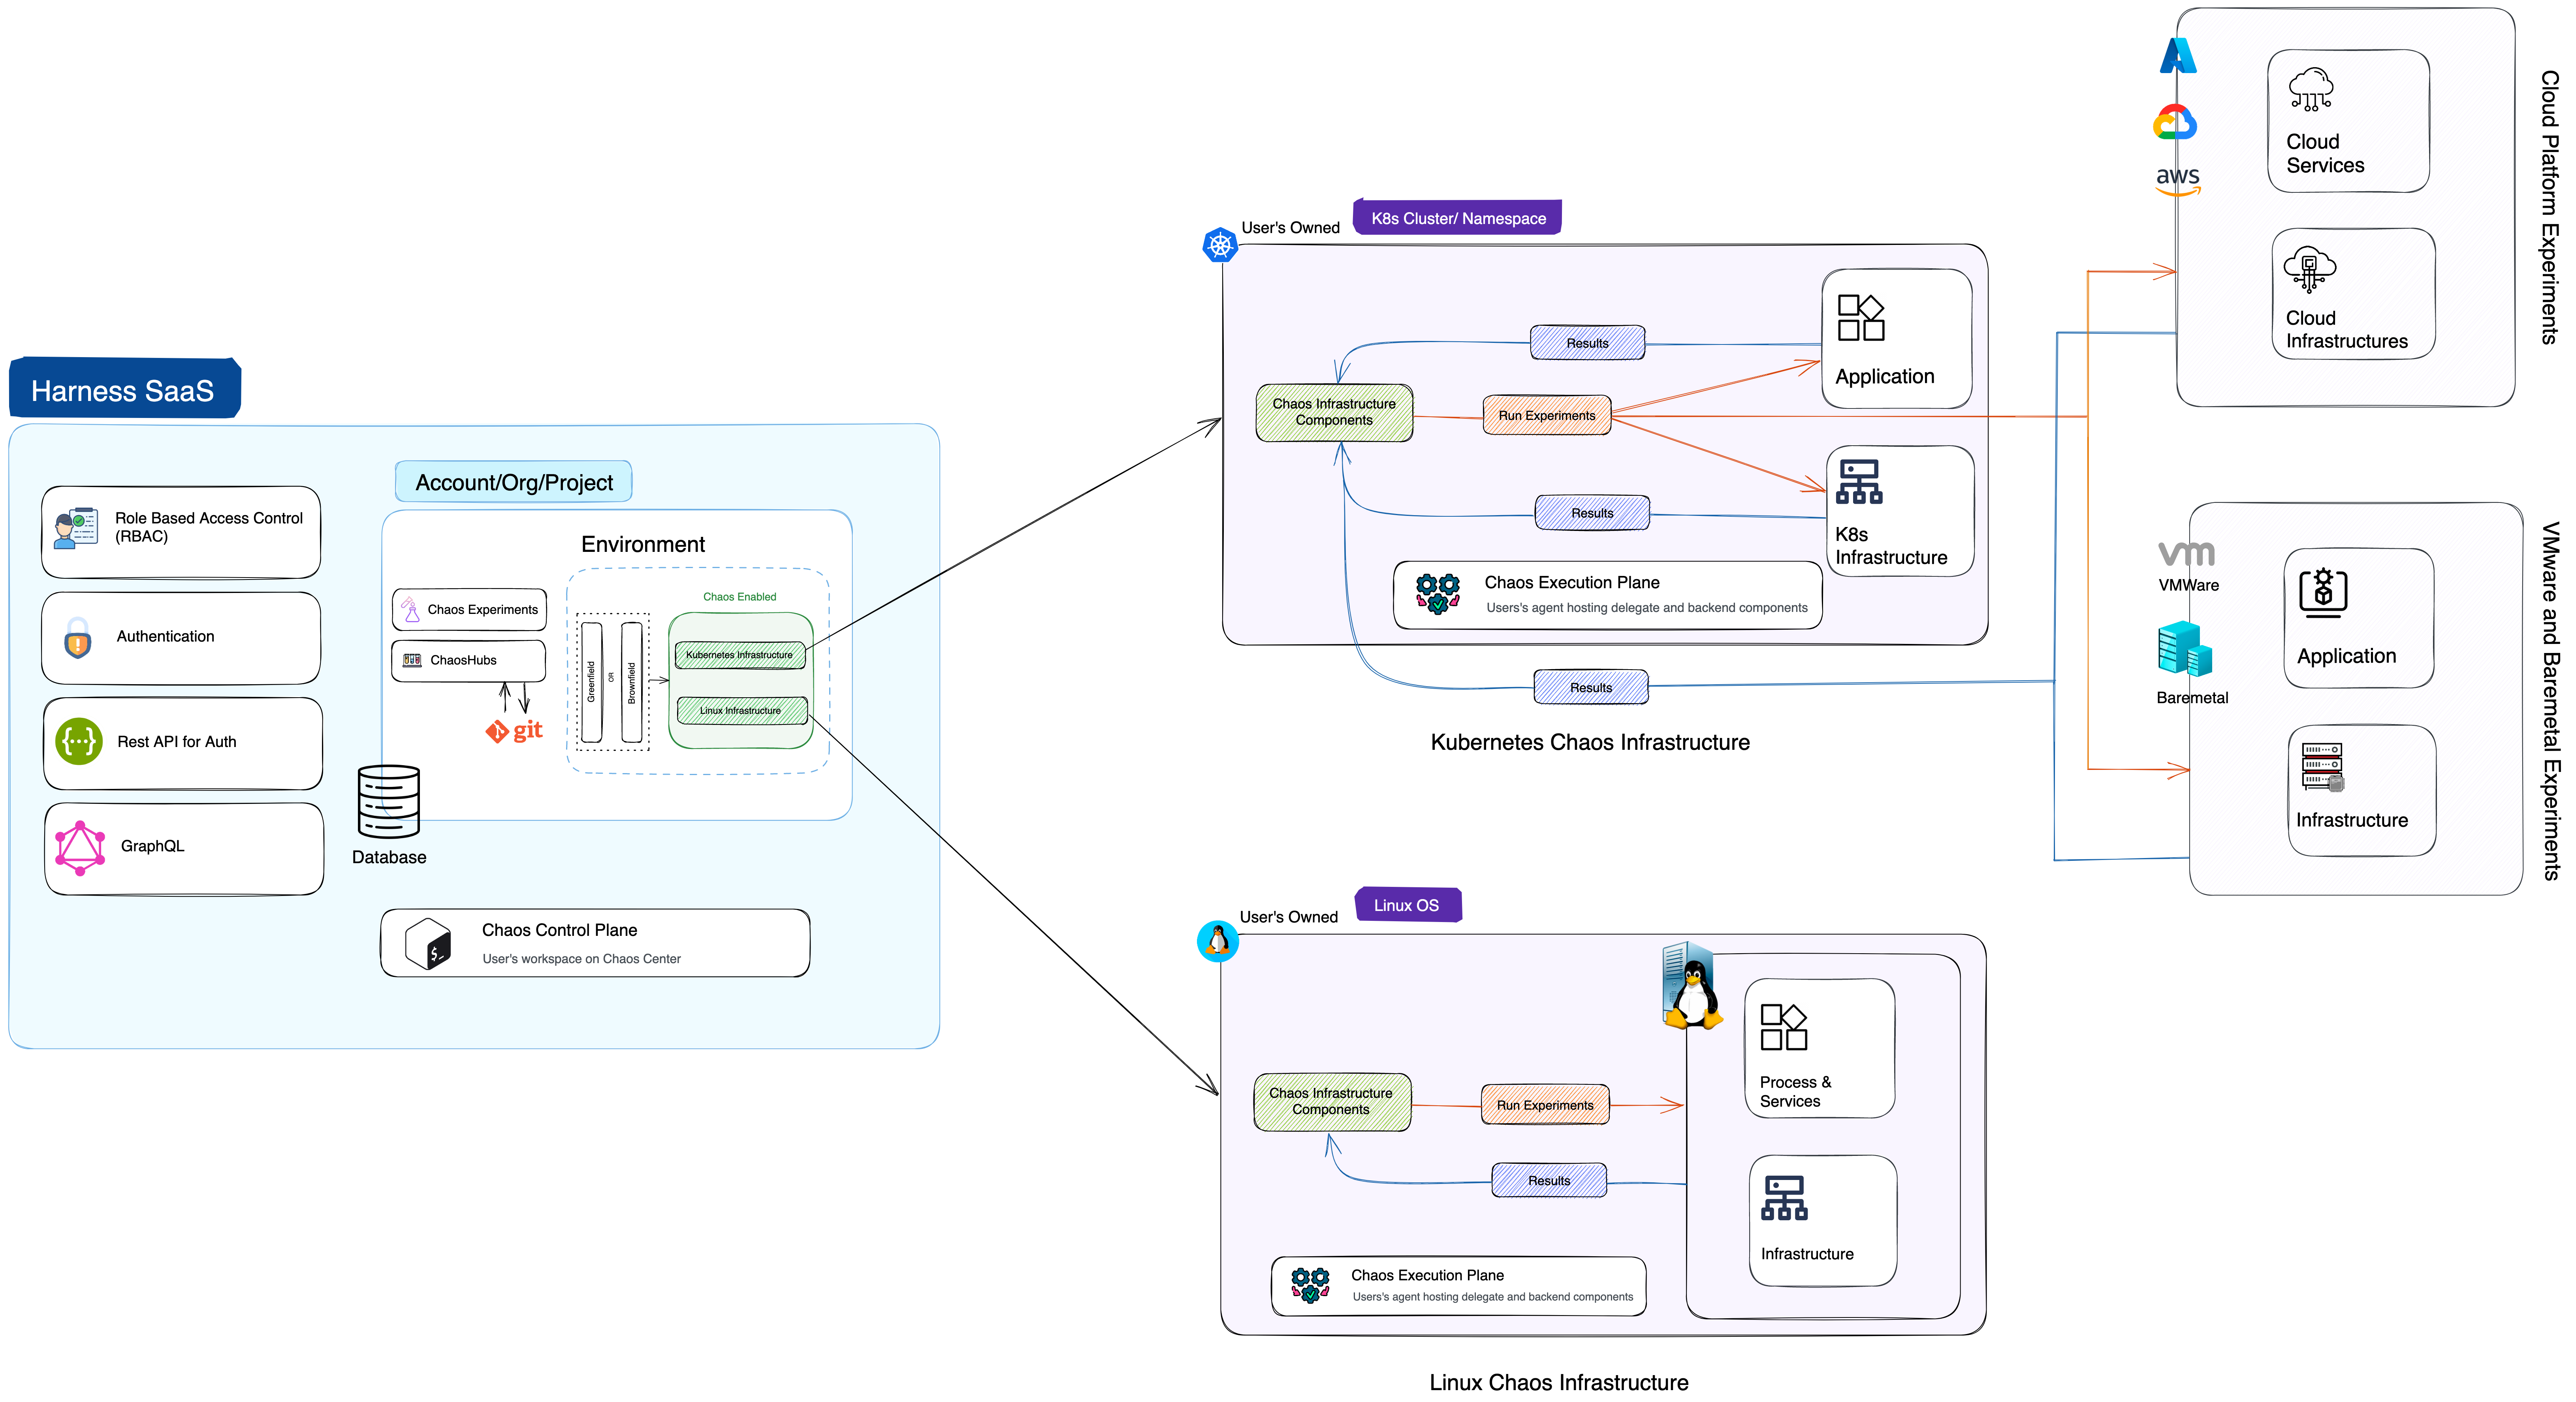 Harness SaaS
Role Based Access Control
(RBAC)
Authentication
Rest API for Auth
GraphQL
Account/Org/Project
Environment
Chaos Experiments
ChaosHubs
git
Greenfield
OR
Brownfield
Chaos Enabled
Kubernetes Infrastructure
Linux Infrastructure
Database
Chaos Control Plane
User's workspace on Chaos Center
User's Owned
K8s Cluster/ Namespace
Results
Application
Chaos Infrastructure
Components
Run Experiments
Results
K8s
Infrastructure
Chaos Execution Plane
Users's agent hosting delegate and backend components
Results
Kubernetes Chaos Infrastructure
User's Owned
Linux OS
Chaos Infrastructure
Components
Run Experiments
Results
Process &
Services
Infrastructure
Chaos Execution Plane
Users's agent hosting delegate and backend components
Linux Chaos Infrastructure
aws
Cloud
Services
Cloud
Infrastructures
Cloud Platform Experiments
vm
VMWare
Baremetal
Application
Infrastructure
VMware and Baremetal Experiments